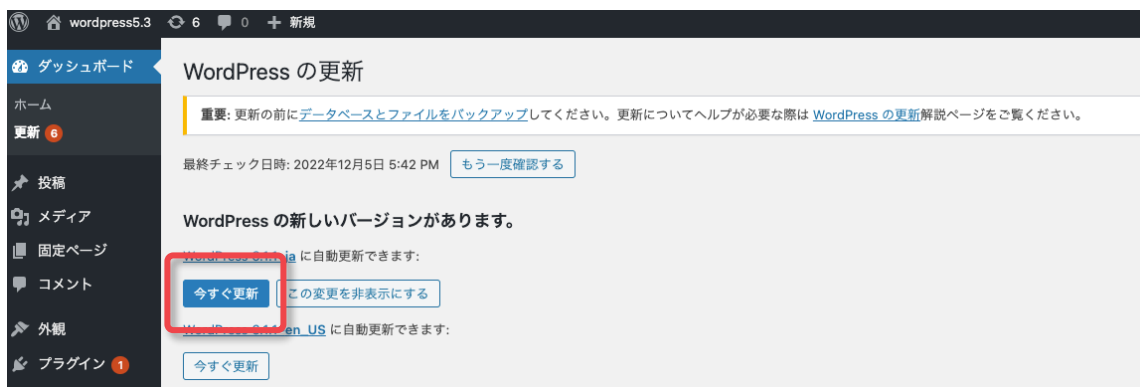 wordpress5.3 6 0 + 新規
ダッシュボード
ホーム
更新 6
投稿
メディア
固定ページ
コメント
外観
プラグイン 1
WordPress の更新
重要: 更新の前にデータベースとファイルをバックアップしてください。更新についてヘルプが必要な際は WordPress の更新解説ページをご覧ください。
最終チェック日時: 2022年12月5日 5:42 PM もう一度確認する
WordPress の新しいバージョンがあります。
ja に自動更新できます:
今すぐ更新 この変更を非表示にする
en_US に自動更新できます:
今すぐ更新